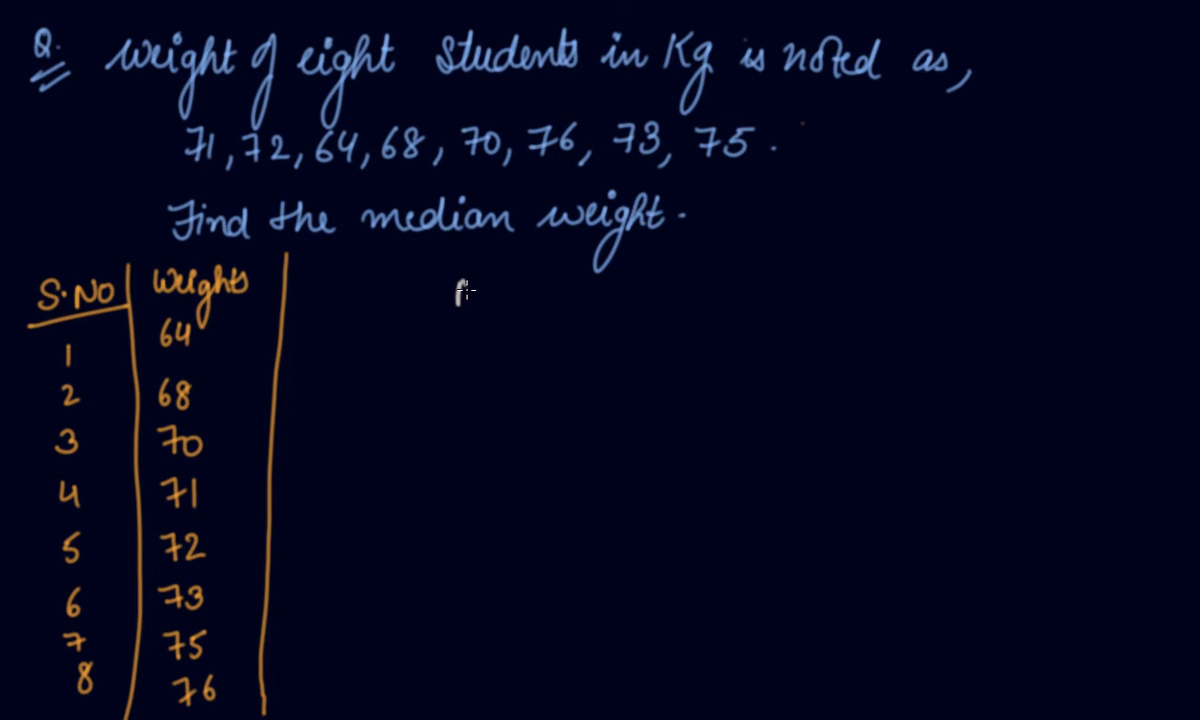 Q. Weight of eight students in Kg is noted as,
71, 72, 64, 68, 70, 76, 73, 75.
Find the median weight.
S.No Weights
1 64
2 68
3 70
4 71
5 72
6 73
7 75
8 76